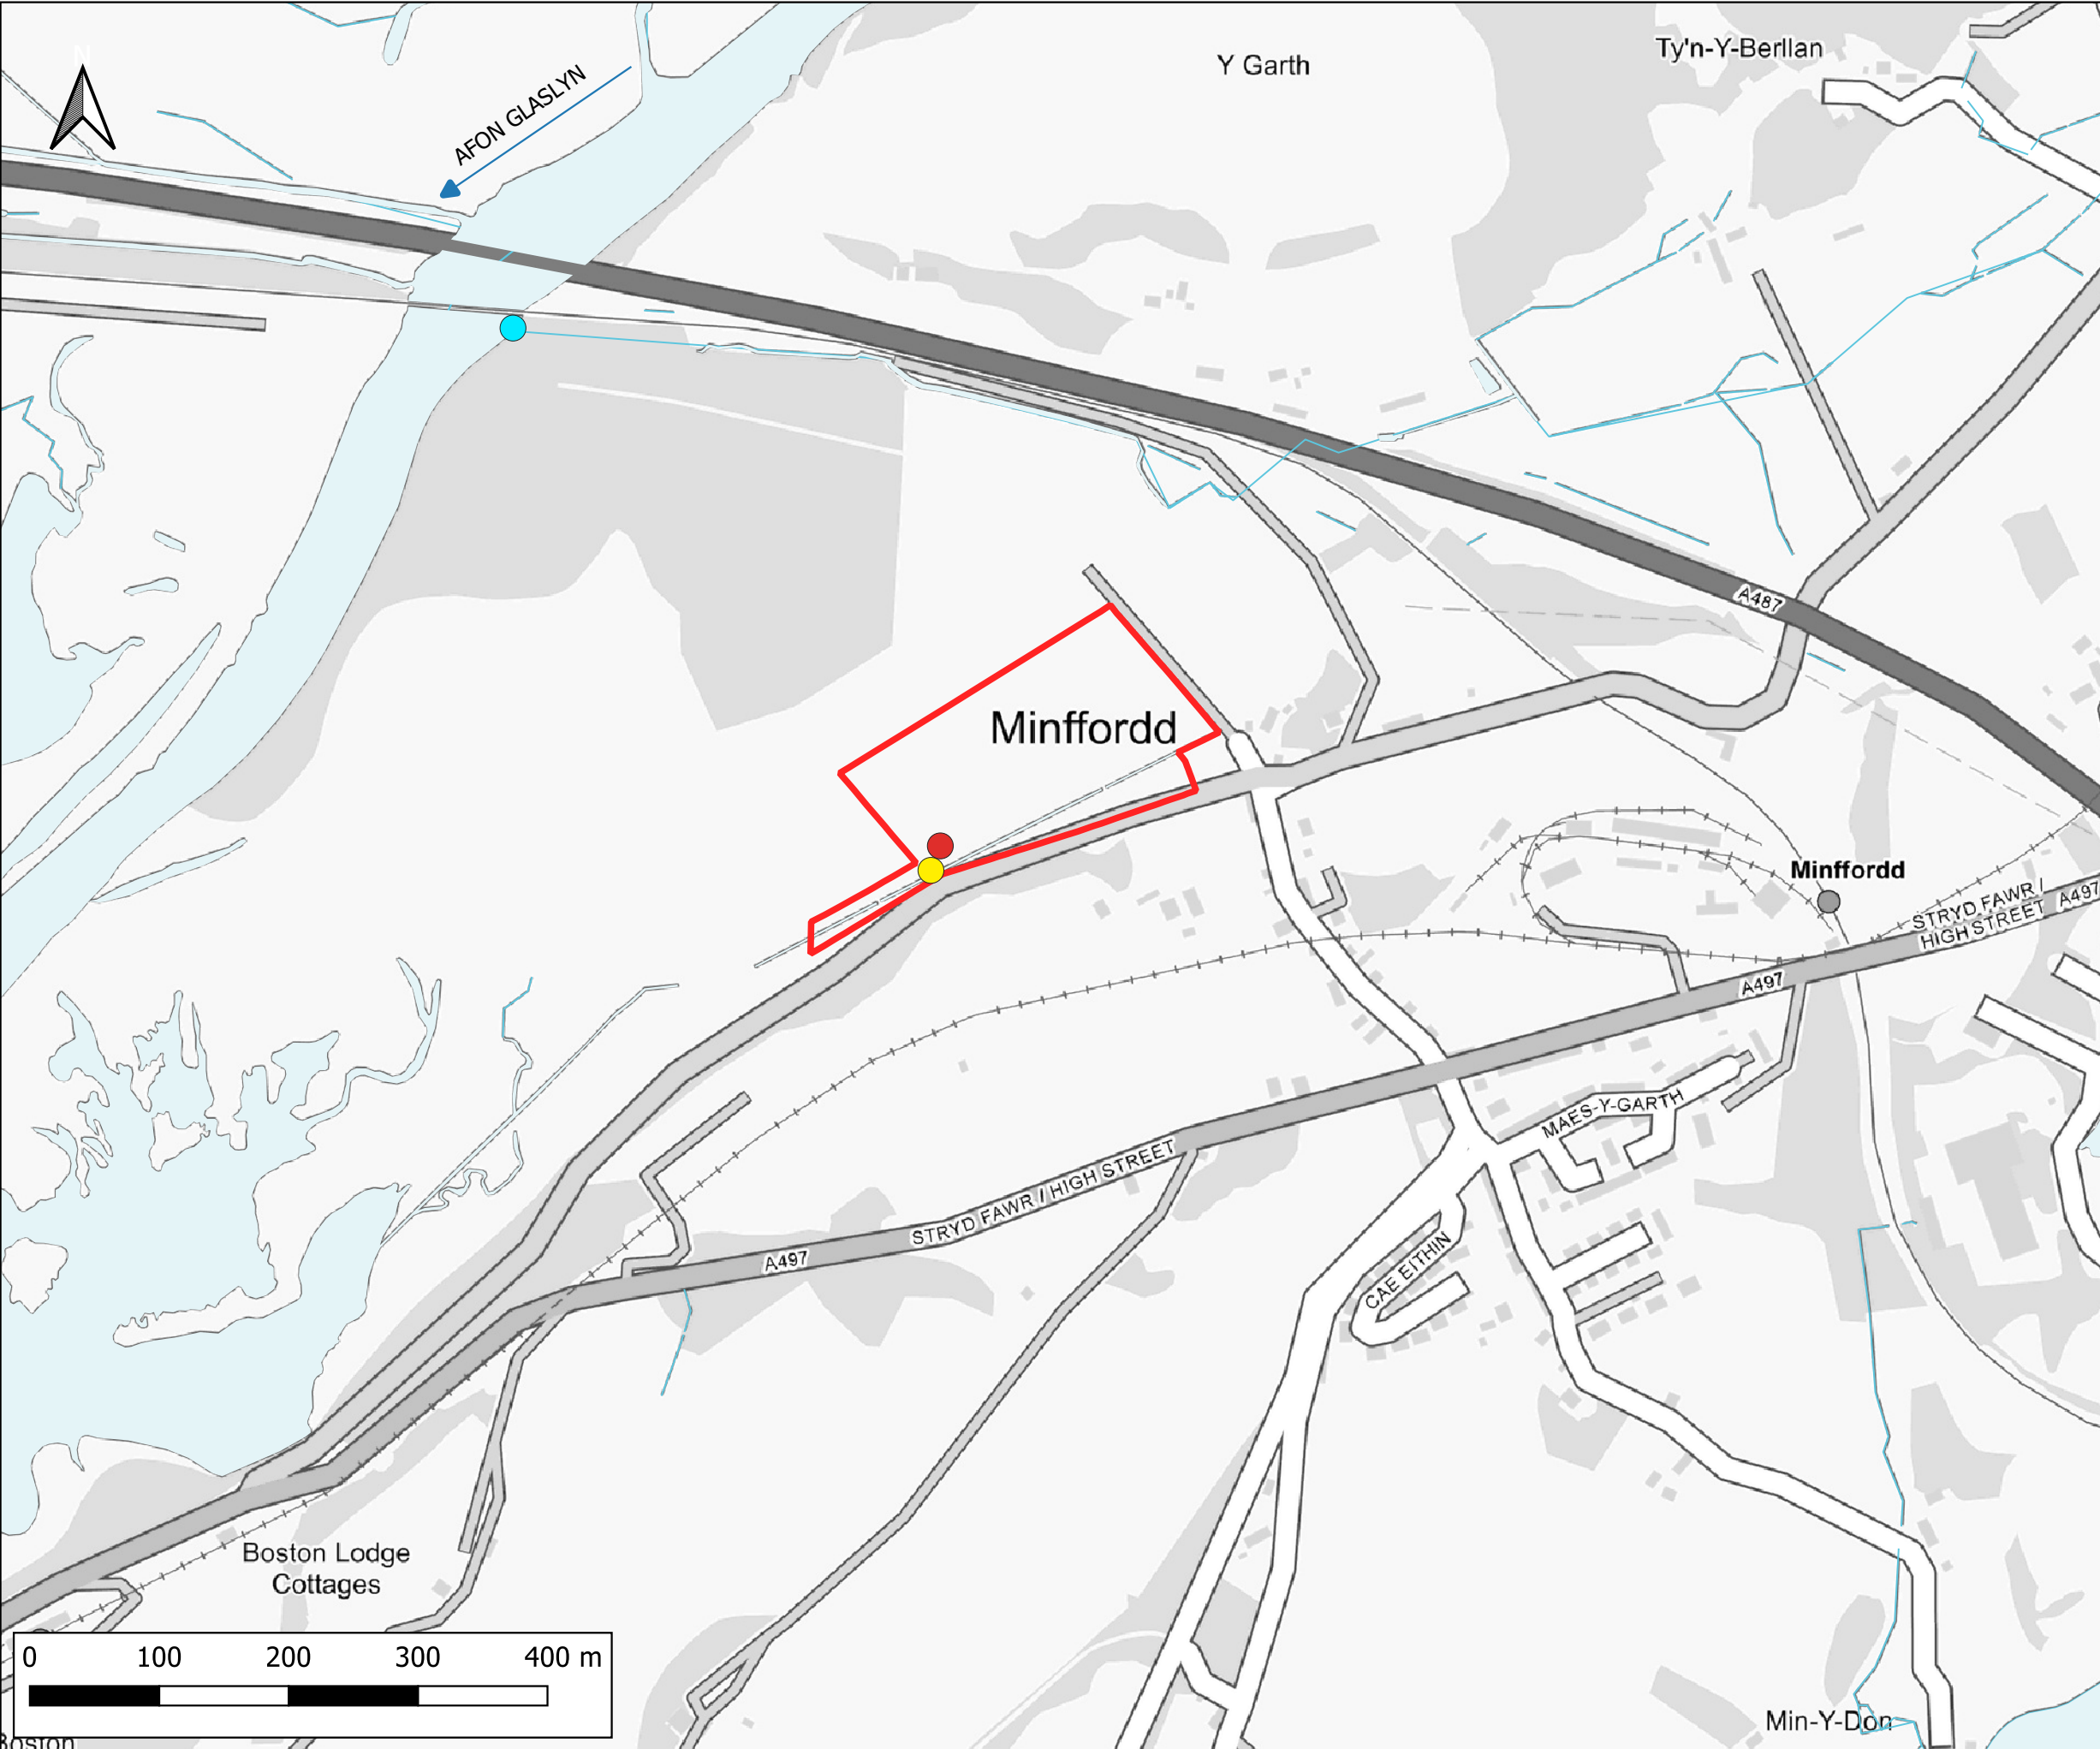 N
Y Garth
Ty'n-Y-Berllan
AFON GLASLYN
A487
Minffordd
Minffordd
STRYD FAWR /
HIGH STREET
A497
A497
MAES-Y-GARTH
STRYD FAWR / HIGH STREET
A497
CAE EITHIN
Boston Lodge
Cottages
0 100 200 300 400 m
Min-Y-Don
Boston